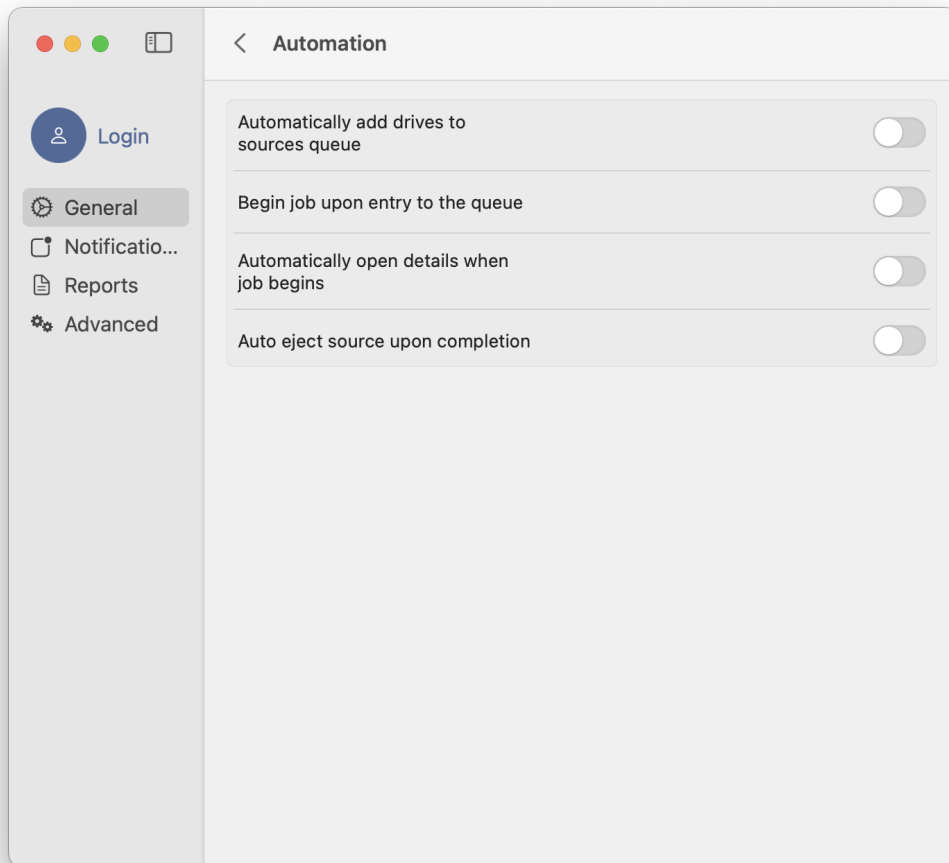 Automation
Login
General
Notificatio...
Reports
Advanced
Automatically add drives to
sources queue
Begin job upon entry to the queue
Automatically open details when
job begins
Auto eject source upon completion